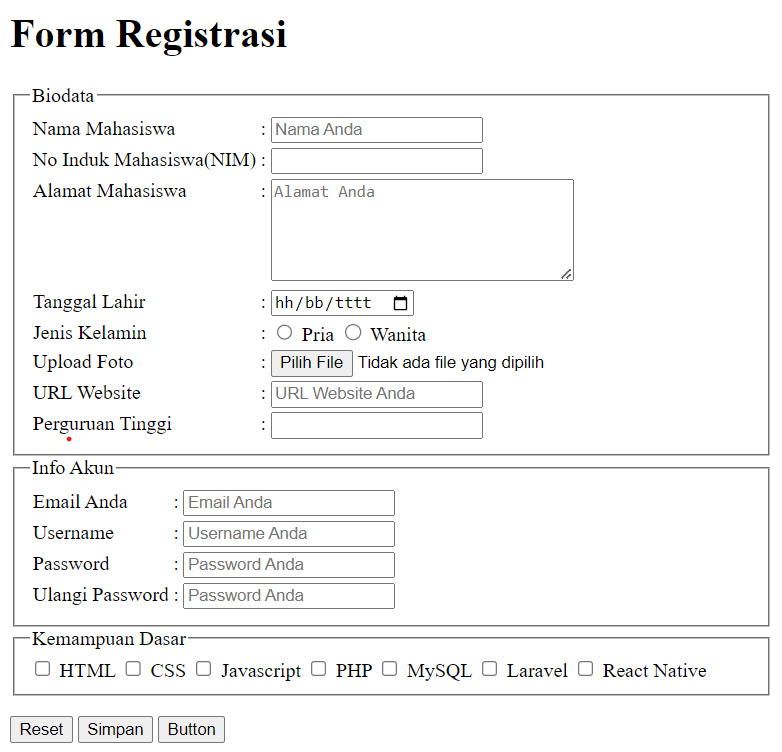 Form Registrasi
Biodata
Nama Mahasiswa : Nama Anda
No Induk Mahasiswa(NIM) :
Alamat Mahasiswa : Alamat Anda
Tanggal Lahir : hh/bb/tttt
Jenis Kelamin : Pria Wanita
Upload Foto : Pilih File Tidak ada file yang dipilih
URL Website : URL Website Anda
Perguruan Tinggi :
Info Akun
Email Anda : Email Anda
Username : Username Anda
Password : Password Anda
Ulangi Password : Password Anda
Kemampuan Dasar
HTML CSS Javascript PHP MySQL Laravel React Native
Reset Simpan Button